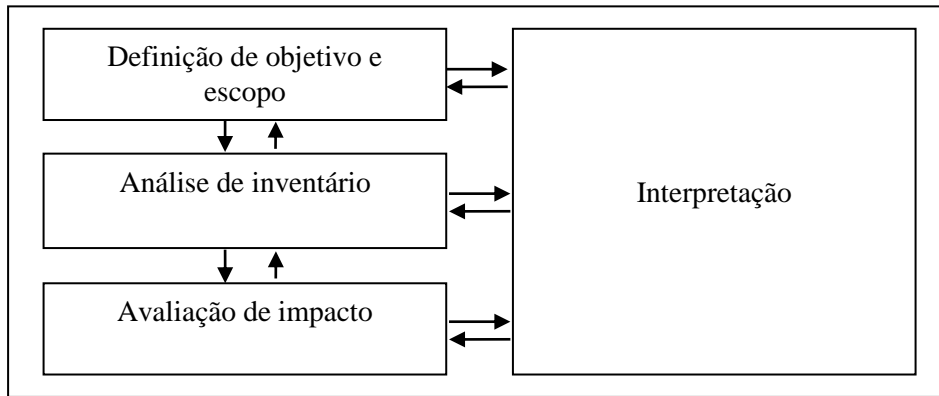 Definição de objetivo e
escopo
Análise de inventário
Interpretação
Avaliação de impacto